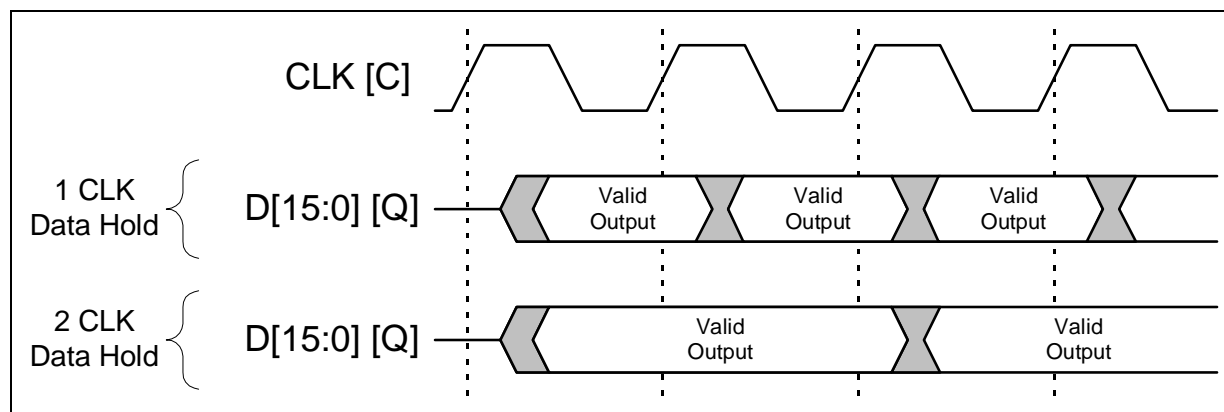 CLK [C]
1 CLK
Data Hold
D[15:0] [Q]
Valid
Output
Valid
Output
Valid
Output
2 CLK
Data Hold
D[15:0] [Q]
Valid
Output
Valid
Output